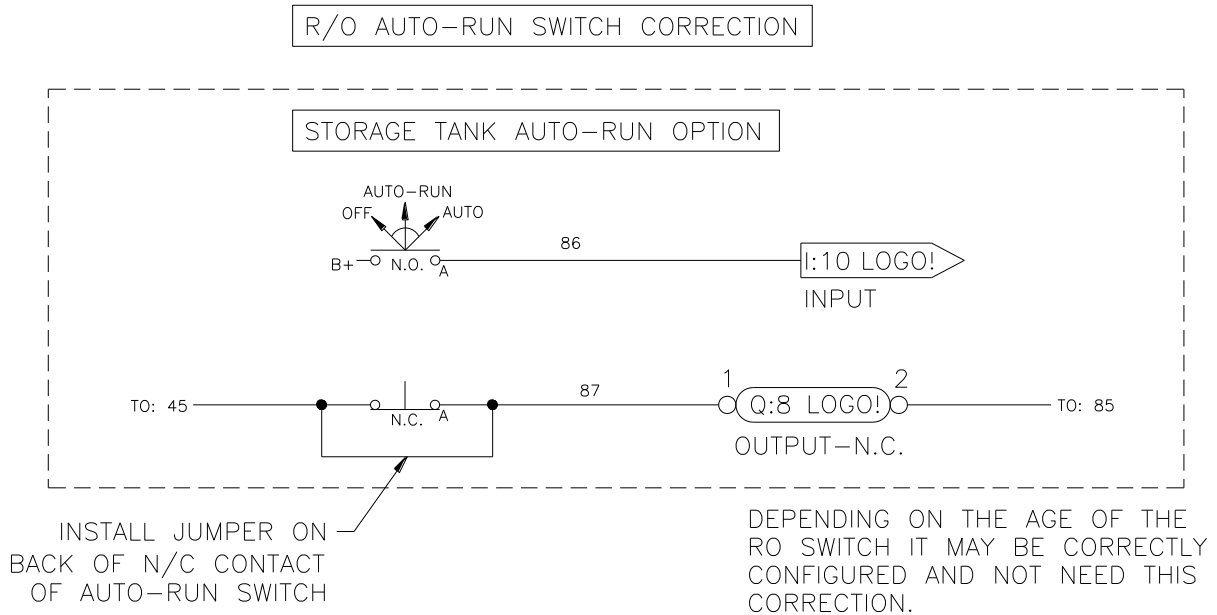 R/O AUTO-RUN SWITCH CORRECTION
STORAGE TANK AUTO-RUN OPTION
AUTO-RUN
OFF
AUTO
B+
N.O.
A
86
I:10 LOGO!
INPUT
TO: 45
N.C.
A
87
1
Q:8 LOGO!
2
TO: 85
OUTPUT-N.C.
INSTALL JUMPER ON
BACK OF N/C CONTACT
OF AUTO-RUN SWITCH
DEPENDING ON THE AGE OF THE
RO SWITCH IT MAY BE CORRECTLY
CONFIGURED AND NOT NEED THIS
CORRECTION.